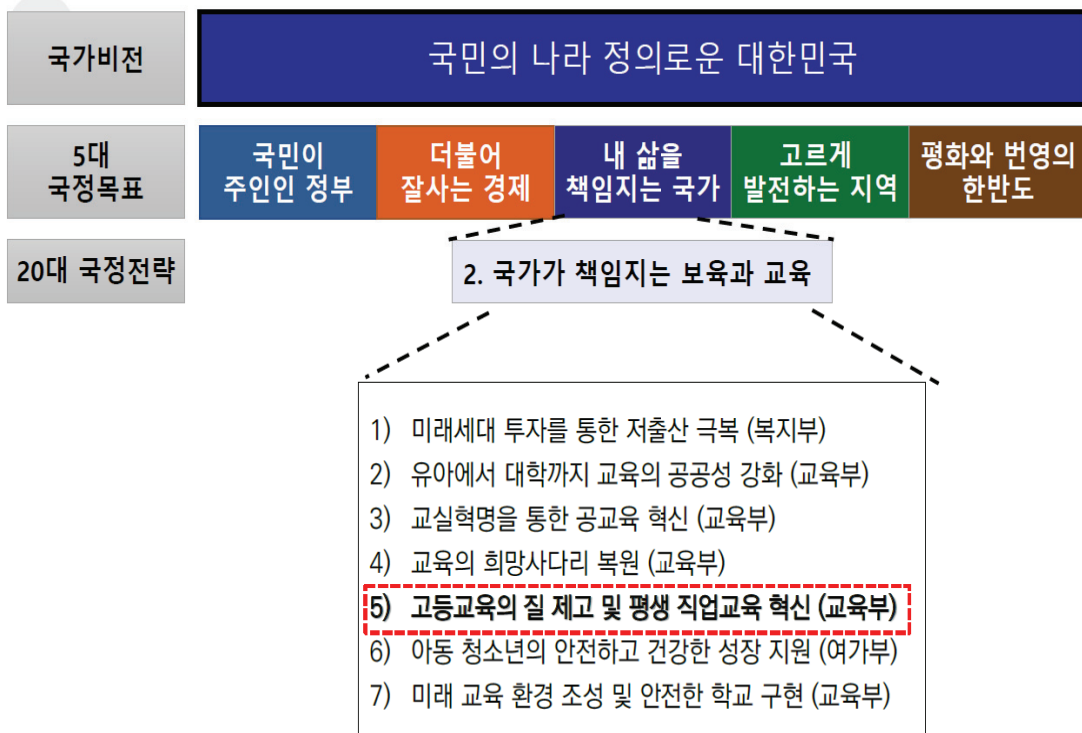 국가비전
국민의 나라 정의로운 대한민국
5대
국정목표
국민이
주인인 정부
더불어
잘사는 경제
내 삶을
책임지는 국가
고르게
발전하는 지역
평화와 번영의
한반도
20대 국정전략
2. 국가가 책임지는 보육과 교육
1) 미래세대 투자를 통한 저출산 극복 (복지부)
2) 유아에서 대학까지 교육의 공공성 강화 (교육부)
3) 교실혁명을 통한 공교육 혁신 (교육부)
4) 교육의 희망사다리 복원 (교육부)
5) 고등교육의 질 제고 및 평생 직업교육 혁신 (교육부)
6) 아동 청소년의 안전하고 건강한 성장 지원 (여가부)
7) 미래 교육 환경 조성 및 안전한 학교 구현 (교육부)